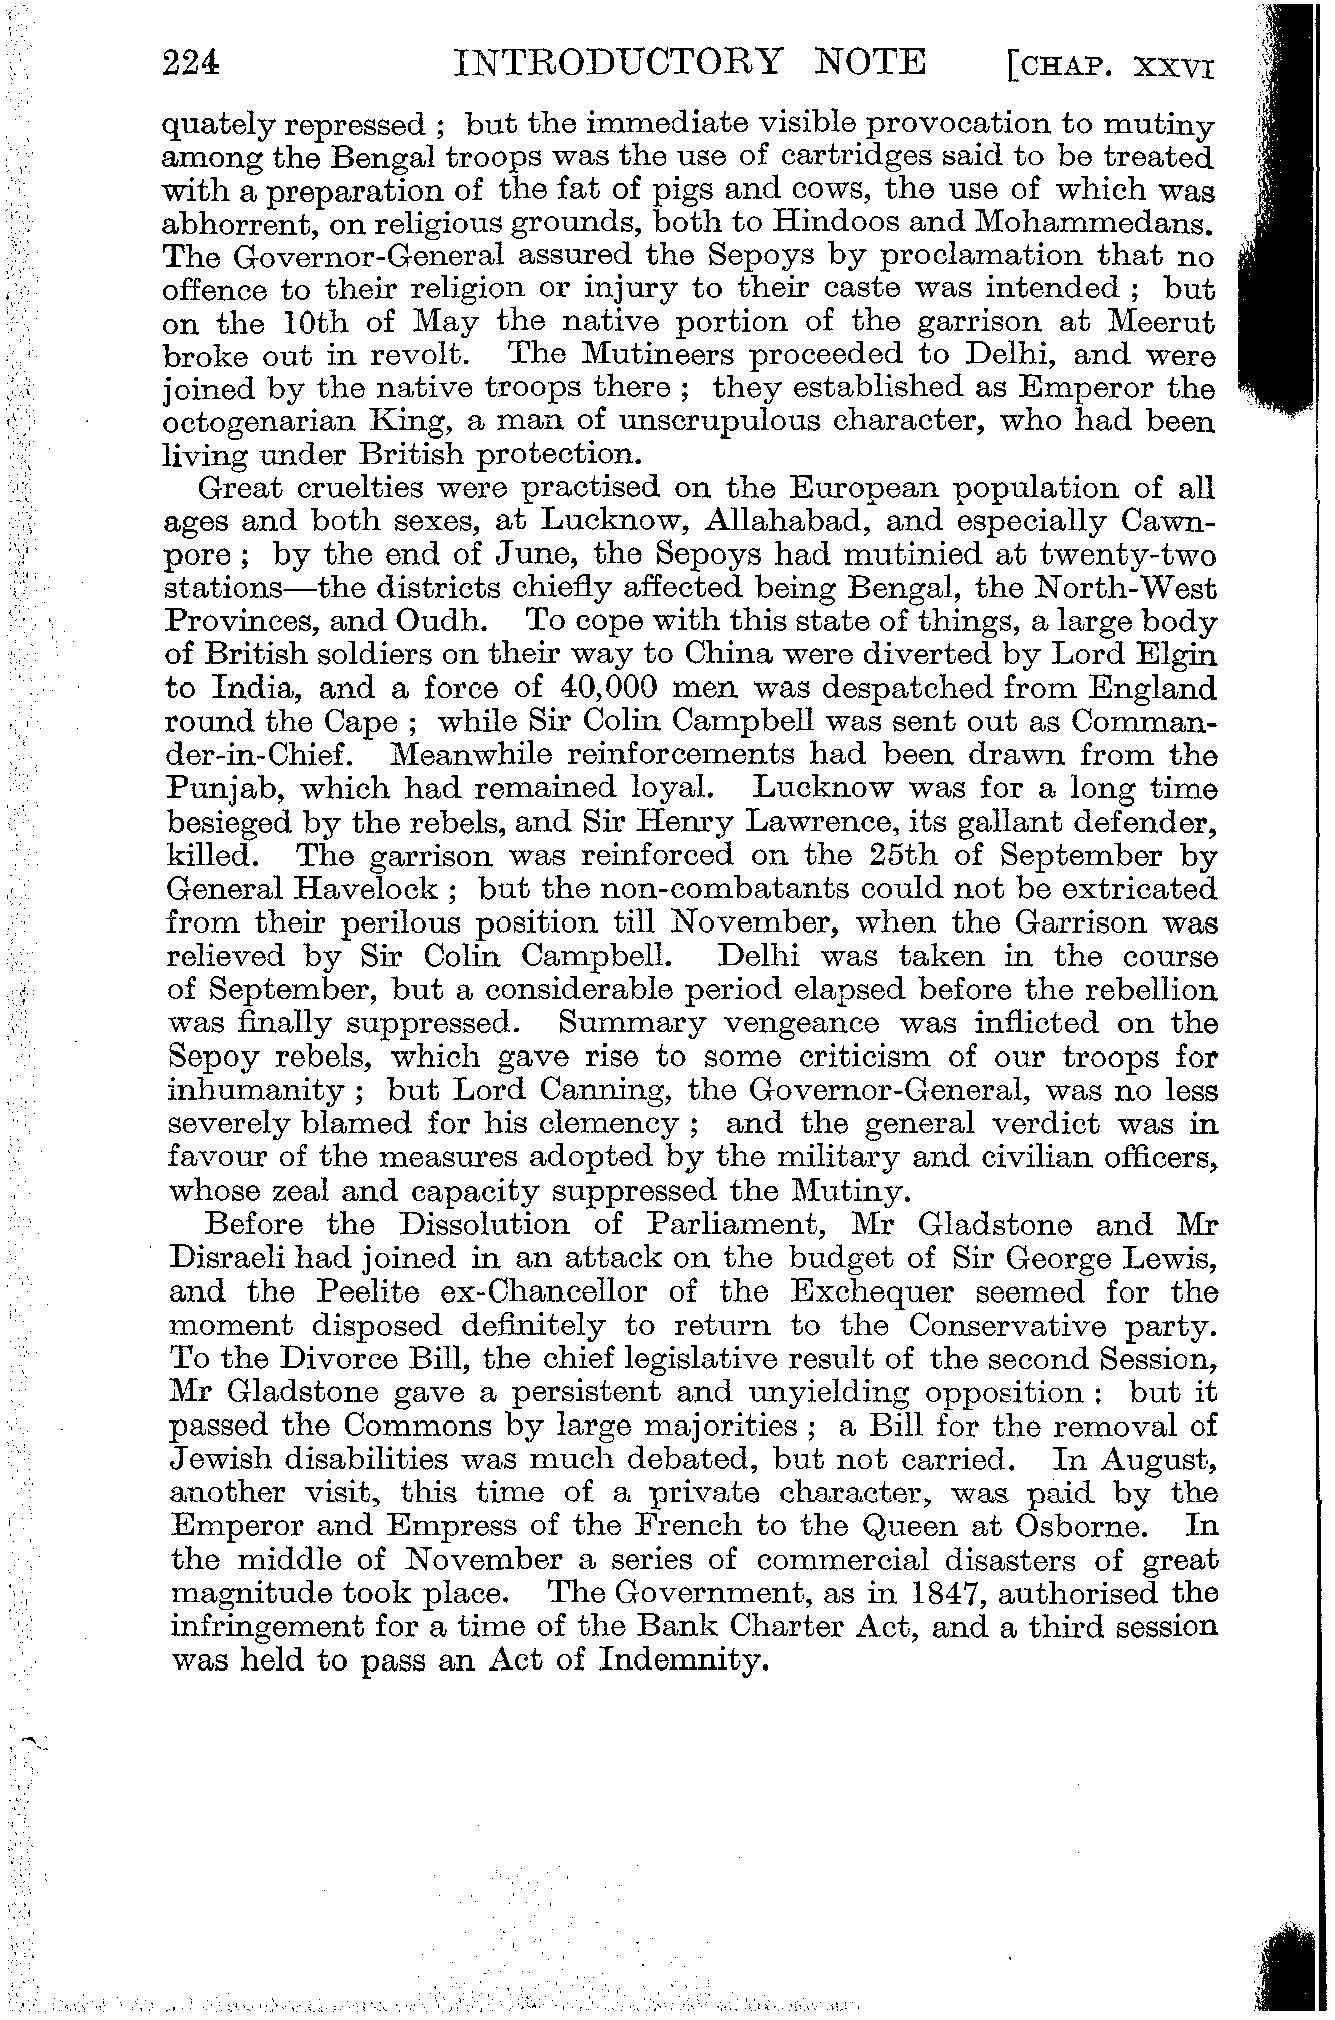 224 INTRODUCTORY NOTE [CHAP. XXVI
quately repressed ; but the immediate visible provocation to mutiny
among the Bengal troops was the use of cartridges said to be treated
with a preparation of the fat of pigs and cows, the use of which was
abhorrent, on religious grounds, both to Hindoos and Mohammedans.
The Governor-General assured the Sepoys by proclamation that no
offence to their religion or injury to their caste was intended ; but
on the 10th of May the native portion of the garrison at Meerut
broke out in revolt. The Mutineers proceeded to Delhi, and were
joined by the native troops there ; they established as Emperor the
octogenarian King, a man of unscrupulous character, who had been
living under British protection.
Great cruelties were practised on the European population of all
ages and both sexes, at Lucknow, Allahabad, and especially Cawn-
pore ; by the end of June, the Sepoys had mutinied at twenty-two
stations—the districts chiefly affected being Bengal, the North-West
Provinces, and Oudh. To cope with this state of things, a large body
of British soldiers on their way to China were diverted by Lord Elgin
to India, and a force of 40,000 men was despatched from England
round the Cape ; while Sir Colin Campbell was sent out as Comman-
der-in-Chief. Meanwhile reinforcements had been drawn from the
Punjab, which had remained loyal. Lucknow was for a long time
besieged by the rebels, and Sir Henry Lawrence, its gallant defender,
killed. The garrison was reinforced on the 25th of September by
General Havelock ; but the non-combatants could not be extricated
from their perilous position till November, when the Garrison was
relieved by Sir Colin Campbell. Delhi was taken in the course
of September, but a considerable period elapsed before the rebellion
was finally suppressed. Summary vengeance was inflicted on the
Sepoy rebels, which gave rise to some criticism of our troops for
inhumanity ; but Lord Canning, the Governor-General, was no less
severely blamed for his clemency ; and the general verdict was in
favour of the measures adopted by the military and civilian officers,
whose zeal and capacity suppressed the Mutiny.
Before the Dissolution of Parliament, Mr Gladstone and Mr
Disraeli had joined in an attack on the budget of Sir George Lewis,
and the Peelite ex-Chancellor of the Exchequer seemed for the
moment disposed definitely to return to the Conservative party.
To the Divorce Bill, the chief legislative result of the second Session,
Mr Gladstone gave a persistent and unyielding opposition : but it
passed the Commons by large majorities ; a Bill for the removal of
Jewish disabilities was much debated, but not carried. In August,
another visit, this time of a private character, was paid by the
Emperor and Empress of the French to the Queen at Osborne. In
the middle of November a series of commercial disasters of great
magnitude took place. The Government, as in 1847, authorised the
infringement for a time of the Bank Charter Act, and a third session
was held to pass an Act of Indemnity.